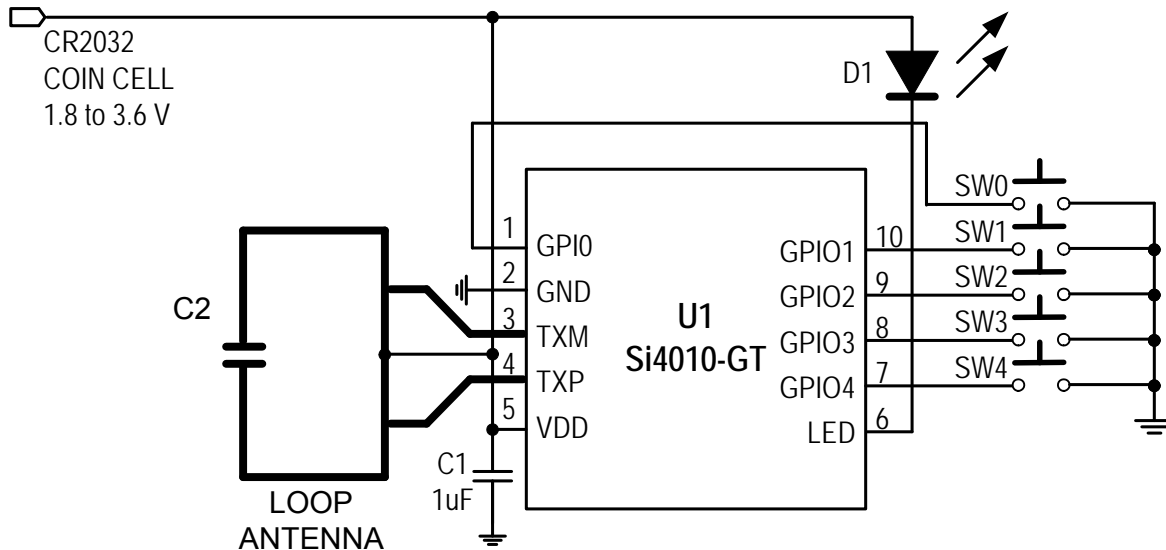 CR2032
COIN CELL
1.8 to 3.6 V
D1
SW0
1 GPI0
GPIO1 10 SW1
2 GND
GPIO2 9 SW2
C2
3 TXM
U1
Si4010-GT
GPIO3 8 SW3
4 TXP
GPIO4 7 SW4
5 VDD
LED 6
C1
1uF
LOOP
ANTENNA